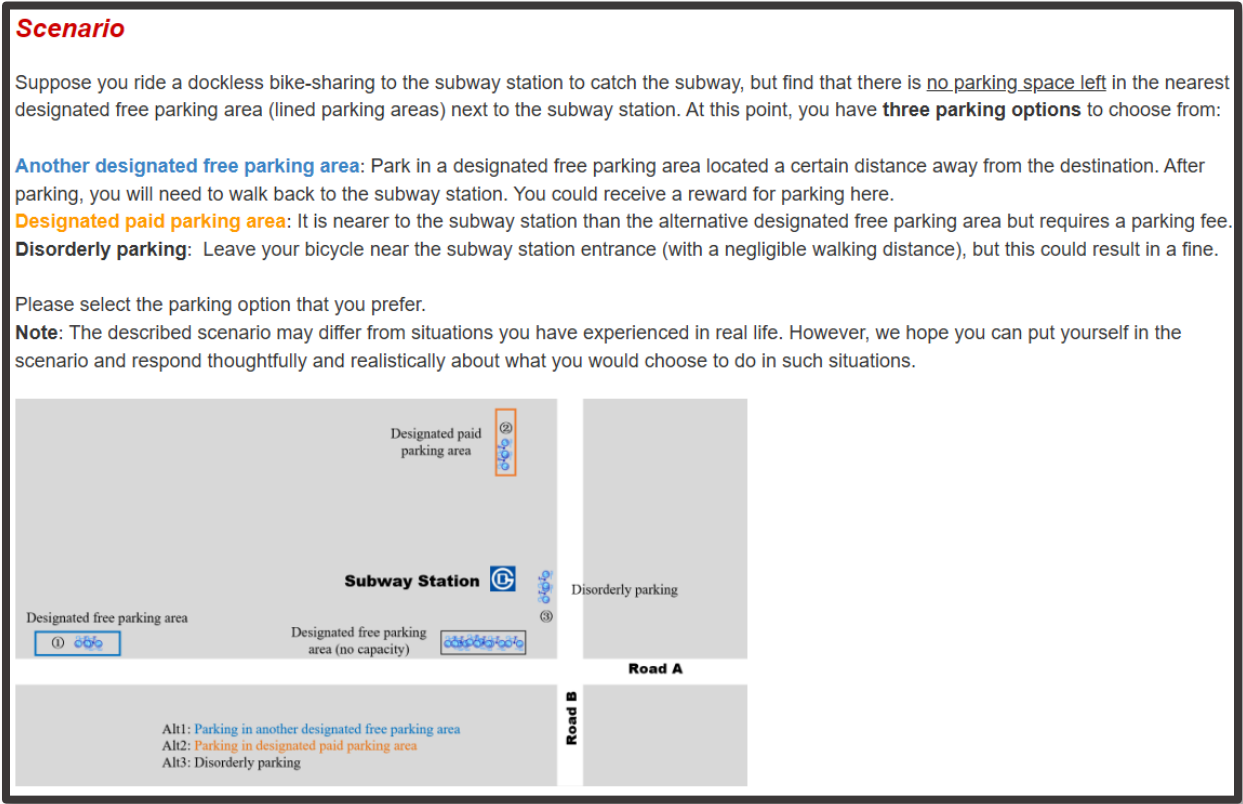 Scenario
Suppose you ride a dockless bike-sharing to the subway station to catch the subway, but find that there is no parking space left in the nearest
designated free parking area (lined parking areas) next to the subway station. At this point, you have three parking options to choose from:
Another designated free parking area: Park in a designated free parking area located a certain distance away from the destination. After
parking, you will need to walk back to the subway station. You could receive a reward for parking here.
Designated paid parking area: It is nearer to the subway station than the alternative designated free parking area but requires a parking fee.
Disorderly parking: Leave your bicycle near the subway station entrance (with a negligible walking distance), but this could result in a fine.
Please select the parking option that you prefer.
Note: The described scenario may differ from situations you have experienced in real life. However, we hope you can put yourself in the
scenario and respond thoughtfully and realistically about what you would choose to do in such situations.
Designated paid
parking area
②
Subway Station
Disorderly parking
③
Designated free parking area
①
Designated free parking
area (no capacity)
Road A
Road B
Alt1: Parking in another designated free parking area
Alt2: Parking in designated paid parking area
Alt3: Disorderly parking